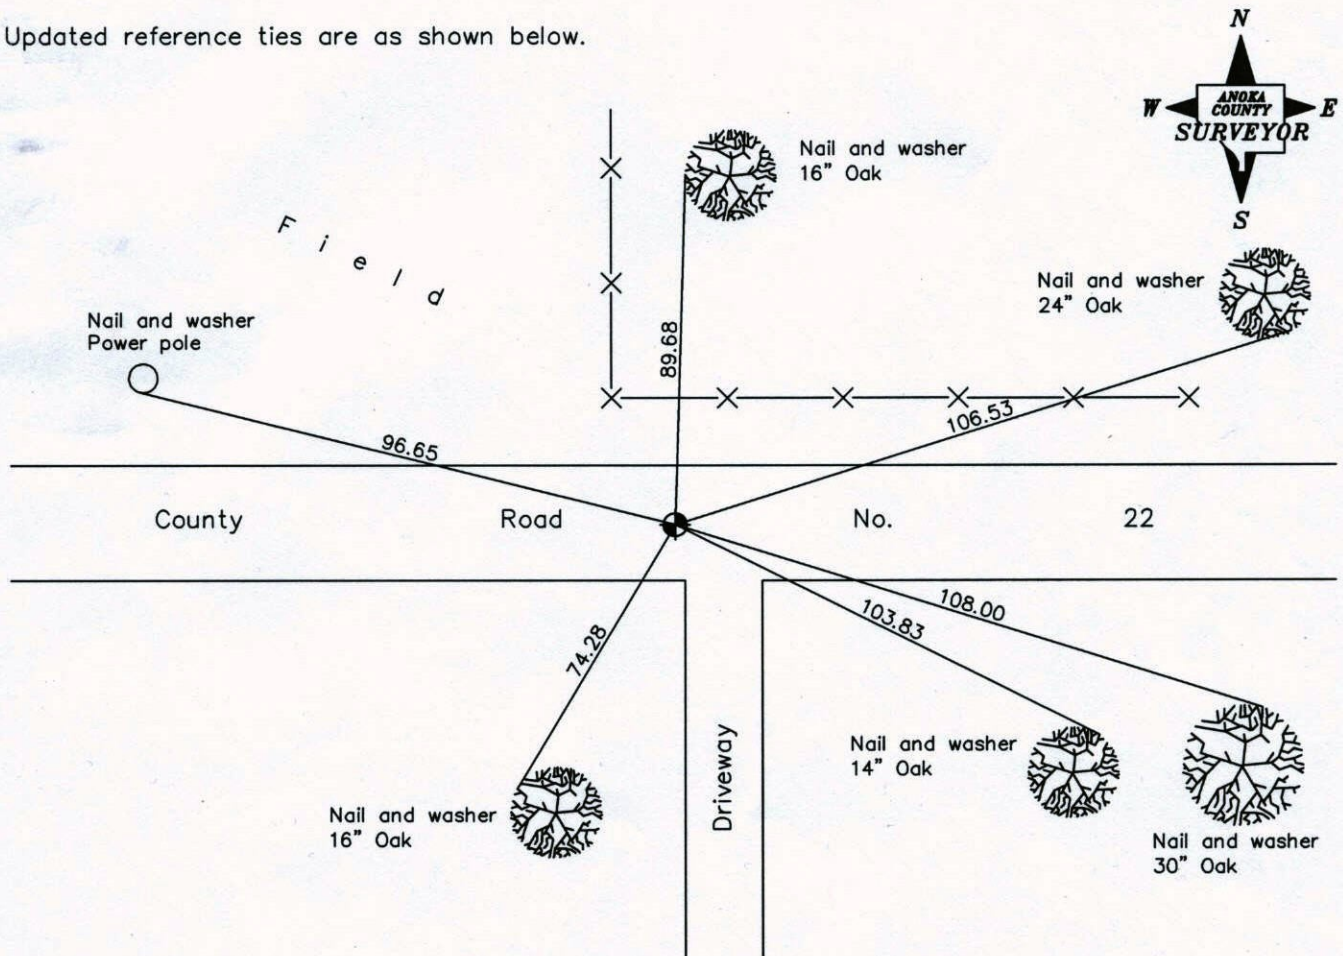 Updated reference ties are as shown below.
N
W
ANOKA
COUNTY
E
SURVEYOR
S
Nail and washer
16" Oak
Field
Nail and washer
24" Oak
Nail and washer
Power pole
89.68
106.53
96.65
County Road No. 22
108.00
103.83
74.28
Driveway
Nail and washer
14" Oak
Nail and washer
16" Oak
Nail and washer
30" Oak